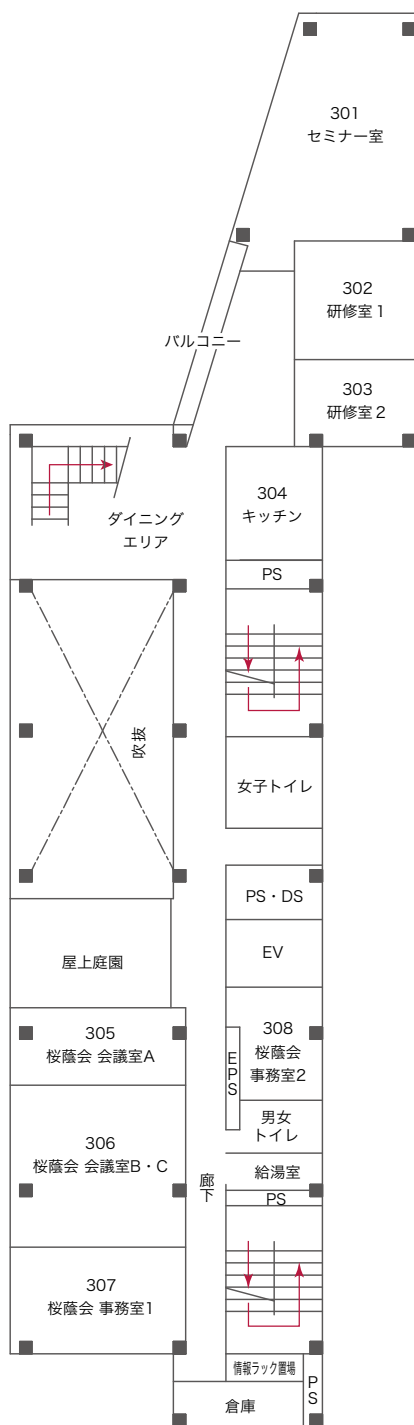 301
セミナー室
302
研修室1
バルコニー
303
研修室2
304
キッチン
ダイニング
エリア
PS
吹抜
女子トイレ
PS・DS
EV
屋上庭園
305
桜蔭会 会議室A
308
桜蔭会
事務室2
EPS
男女
トイレ
306
桜蔭会 会議室B・C
給湯室
廊下
PS
307
桜蔭会 事務室1
情報ラック置場
PS
倉庫